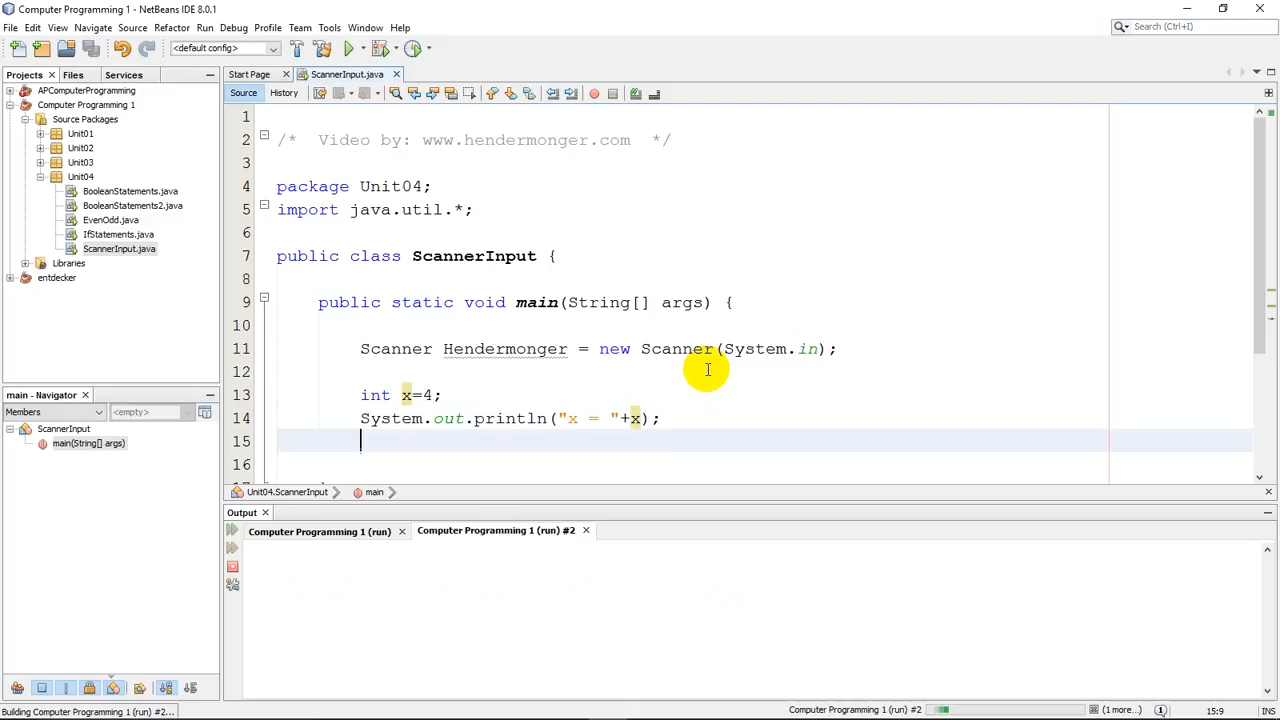 Computer Programming 1 - NetBeans IDE 8.0.1
File Edit View Navigate Source Refactor Run Debug Profile Team Tools Window Help
Search (Ctrl+I)
<default config>
Projects Files Services
Start Page ScannerInput.java
Source History
APComputerProgramming
Computer Programming 1
Source Packages
Unit01
Unit02
Unit03
Unit04
BooleanStatements.java
BooleanStatements2.java
EvenOdd.java
IfStatements.java
ScannerInput.java
Libraries
entdecker
1
2 /* Video by: www.hendermonger.com */
3
4 package Unit04;
5 import java.util.*;
6
7 public class ScannerInput {
8
9 public static void main(String[] args) {
10
11 Scanner Hendermonger = new Scanner(System.in);
12
13 int x=4;
14 System.out.println("x = "+x);
15
16
main - Navigator
Members <empty>
ScannerInput
main(String[] args)
Unit04.ScannerInput main
Output
Computer Programming 1 (run) Computer Programming 1 (run) #2
Building Computer Programming 1 (run) #2...
Computer Programming 1 (run) #2 (1 more...) 1 15:9 INS